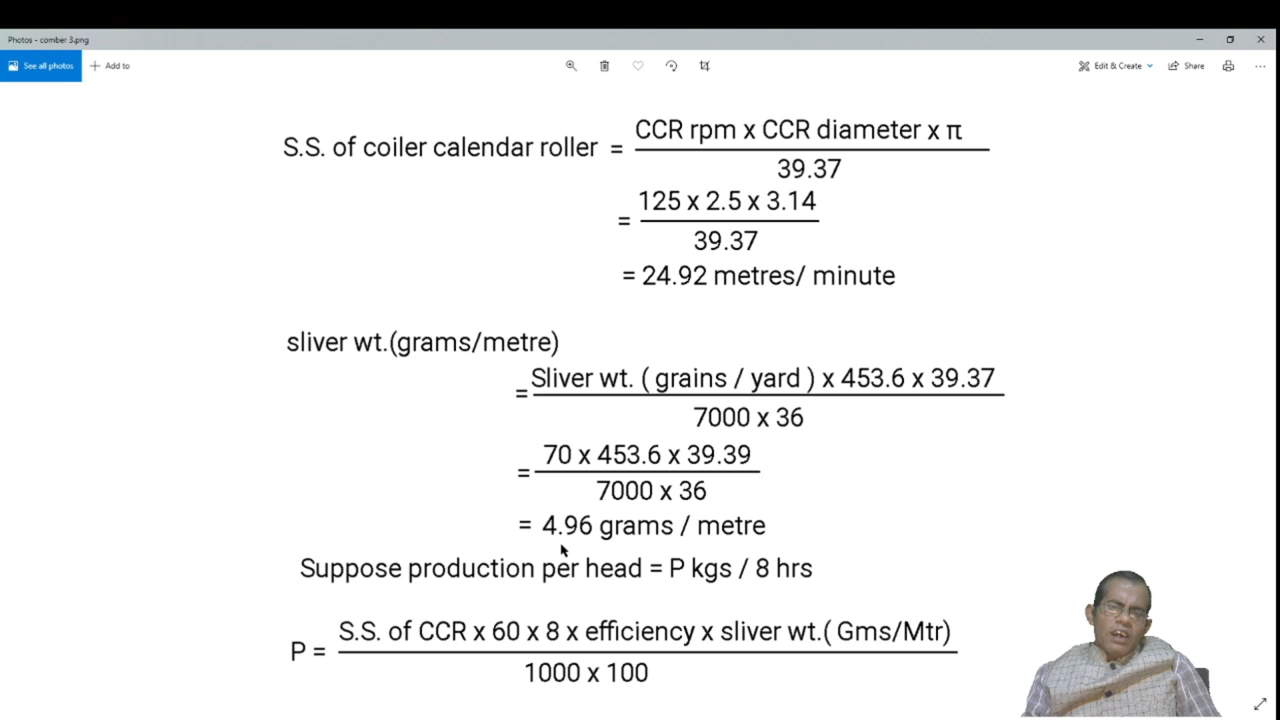 Photos - comber 3.png
See all photos + Add to Edit & Create Share
S.S. of coiler calendar roller = CCR rpm x CCR diameter x π
39.37
= 125 x 2.5 x 3.14
39.37
= 24.92 metres/ minute
sliver wt.(grams/metre)
= Sliver wt. ( grains / yard ) x 453.6 x 39.37
7000 x 36
= 70 x 453.6 x 39.39
7000 x 36
= 4.96 grams / metre
Suppose production per head = P kgs / 8 hrs
P = S.S. of CCR x 60 x 8 x efficiency x sliver wt.( Gms/Mtr)
1000 x 100